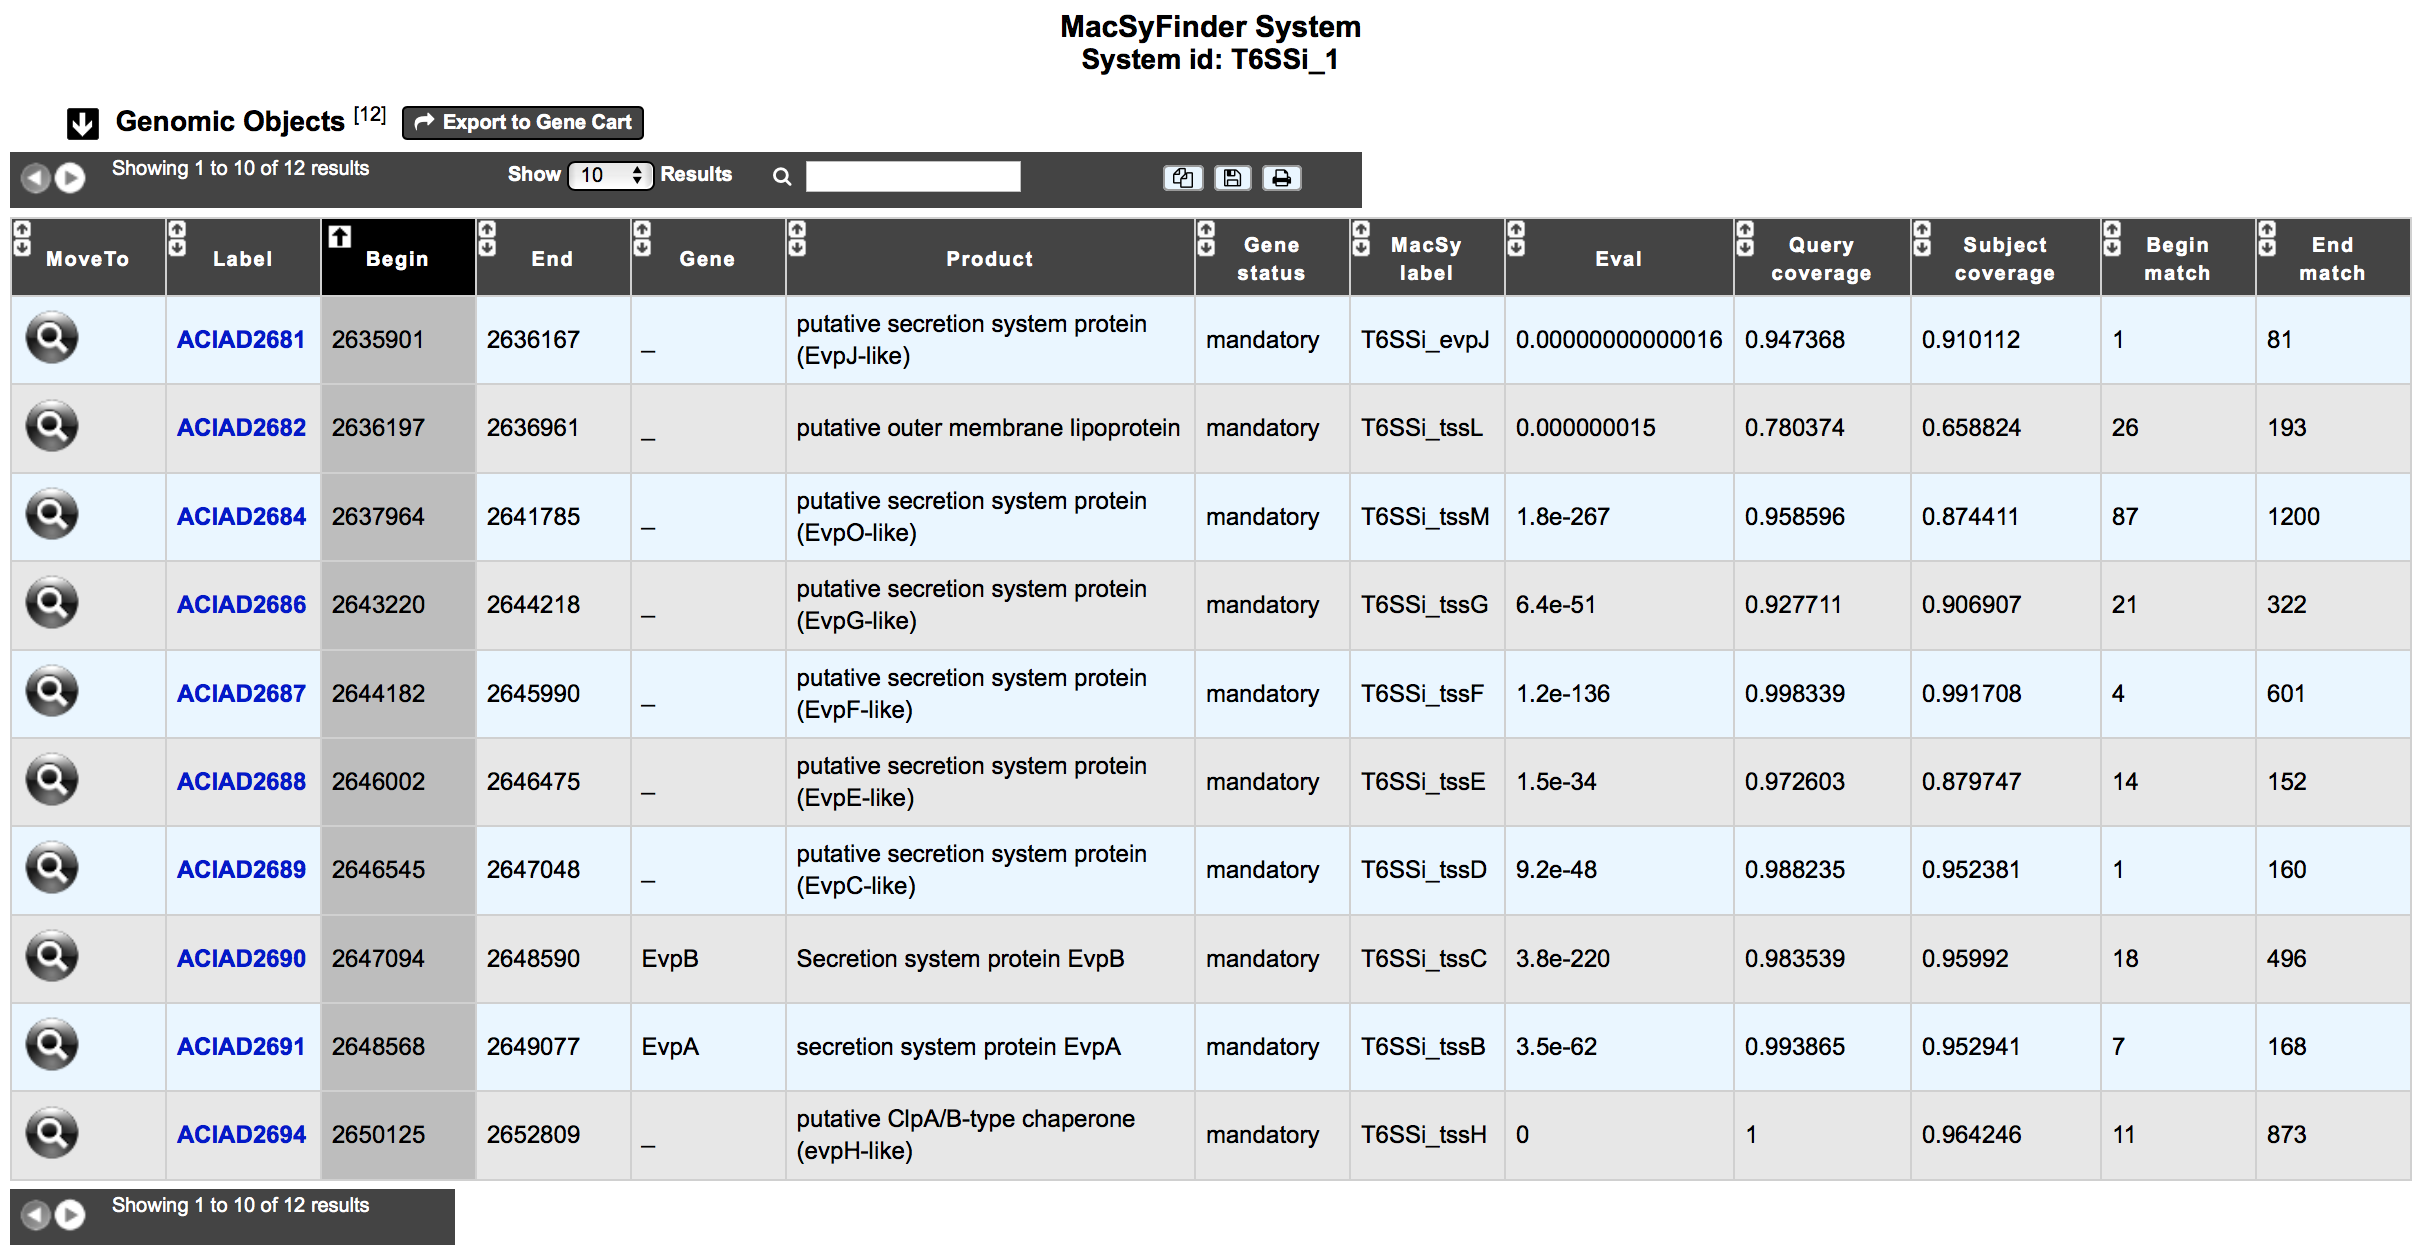 MacSyFinder System
System id: T6SSi_1
Genomic Objects [12] Export to Gene Cart
Showing 1 to 10 of 12 results Show 10 Results
MoveTo Label Begin End Gene Product Gene status MacSy label Eval Query coverage Subject coverage Begin match End match
ACIAD2681 2635901 2636167 _ putative secretion system protein (EvpJ-like) mandatory T6SSi_evpJ 0.00000000000016 0.947368 0.910112 1 81
ACIAD2682 2636197 2636961 _ putative outer membrane lipoprotein mandatory T6SSi_tssL 0.000000015 0.780374 0.658824 26 193
ACIAD2684 2637964 2641785 _ putative secretion system protein (EvpO-like) mandatory T6SSi_tssM 1.8e-267 0.958596 0.874411 87 1200
ACIAD2686 2643220 2644218 _ putative secretion system protein (EvpG-like) mandatory T6SSi_tssG 6.4e-51 0.927711 0.906907 21 322
ACIAD2687 2644182 2645990 _ putative secretion system protein (EvpF-like) mandatory T6SSi_tssF 1.2e-136 0.998339 0.991708 4 601
ACIAD2688 2646002 2646475 _ putative secretion system protein (EvpE-like) mandatory T6SSi_tssE 1.5e-34 0.972603 0.879747 14 152
ACIAD2689 2646545 2647048 _ putative secretion system protein (EvpC-like) mandatory T6SSi_tssD 9.2e-48 0.988235 0.952381 1 160
ACIAD2690 2647094 2648590 EvpB Secretion system protein EvpB mandatory T6SSi_tssC 3.8e-220 0.983539 0.95992 18 496
ACIAD2691 2648568 2649077 EvpA secretion system protein EvpA mandatory T6SSi_tssB 3.5e-62 0.993865 0.952941 7 168
ACIAD2694 2650125 2652809 _ putative ClpA/B-type chaperone (evpH-like) mandatory T6SSi_tssH 0 1 0.964246 11 873
Showing 1 to 10 of 12 results